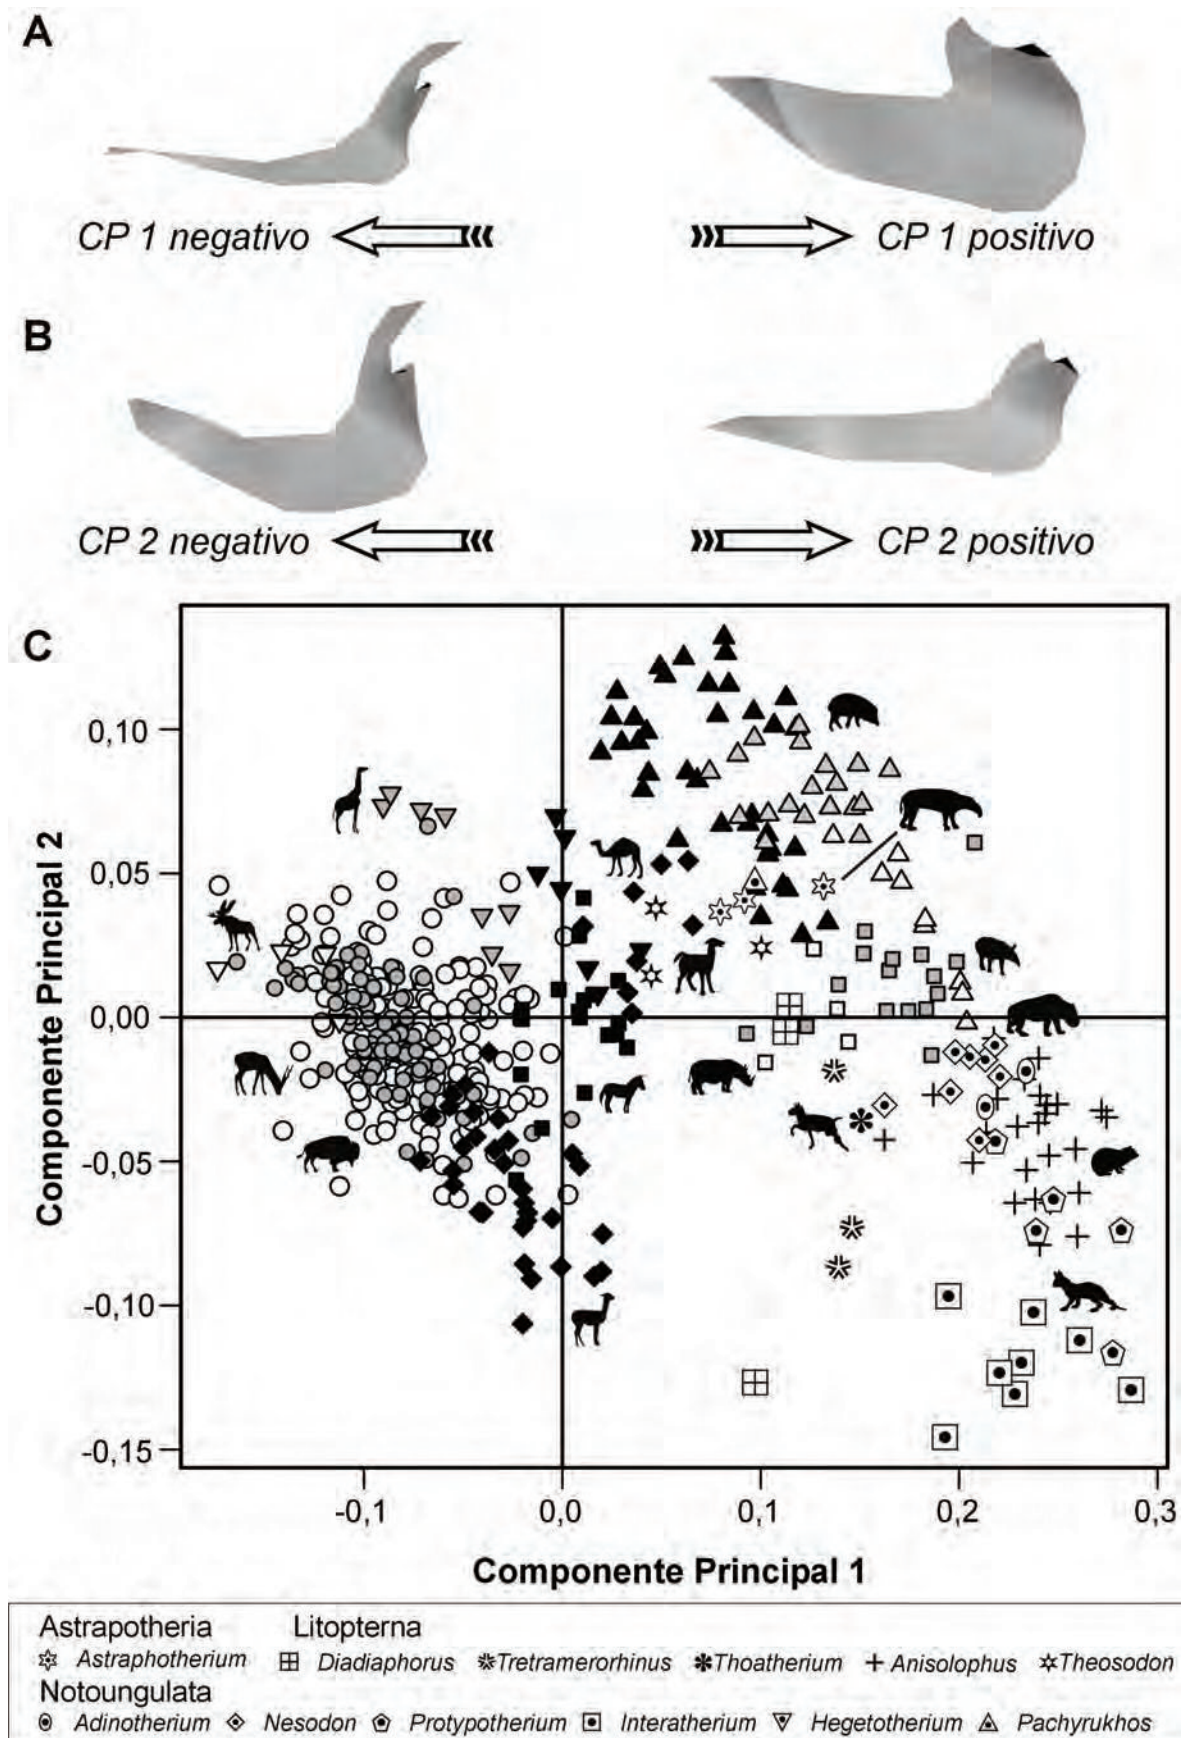 A
CP 1 negativo
CP 1 positivo
B
CP 2 negativo
CP 2 positivo
C
Componente Principal 2
0,10
0,05
0,00
-0,05
-0,10
-0,15
-0,1
0,0
0,1
0,2
0,3
Componente Principal 1
Astrapotheria Litopterna
Astraphotherium Diadiaphorus Tretramerorhinus Thoatherium Anisolophus Theosodon
Notoungulata
Adinotherium Nesodon Protypotherium Interatherium Hegetotherium Pachyrukhos